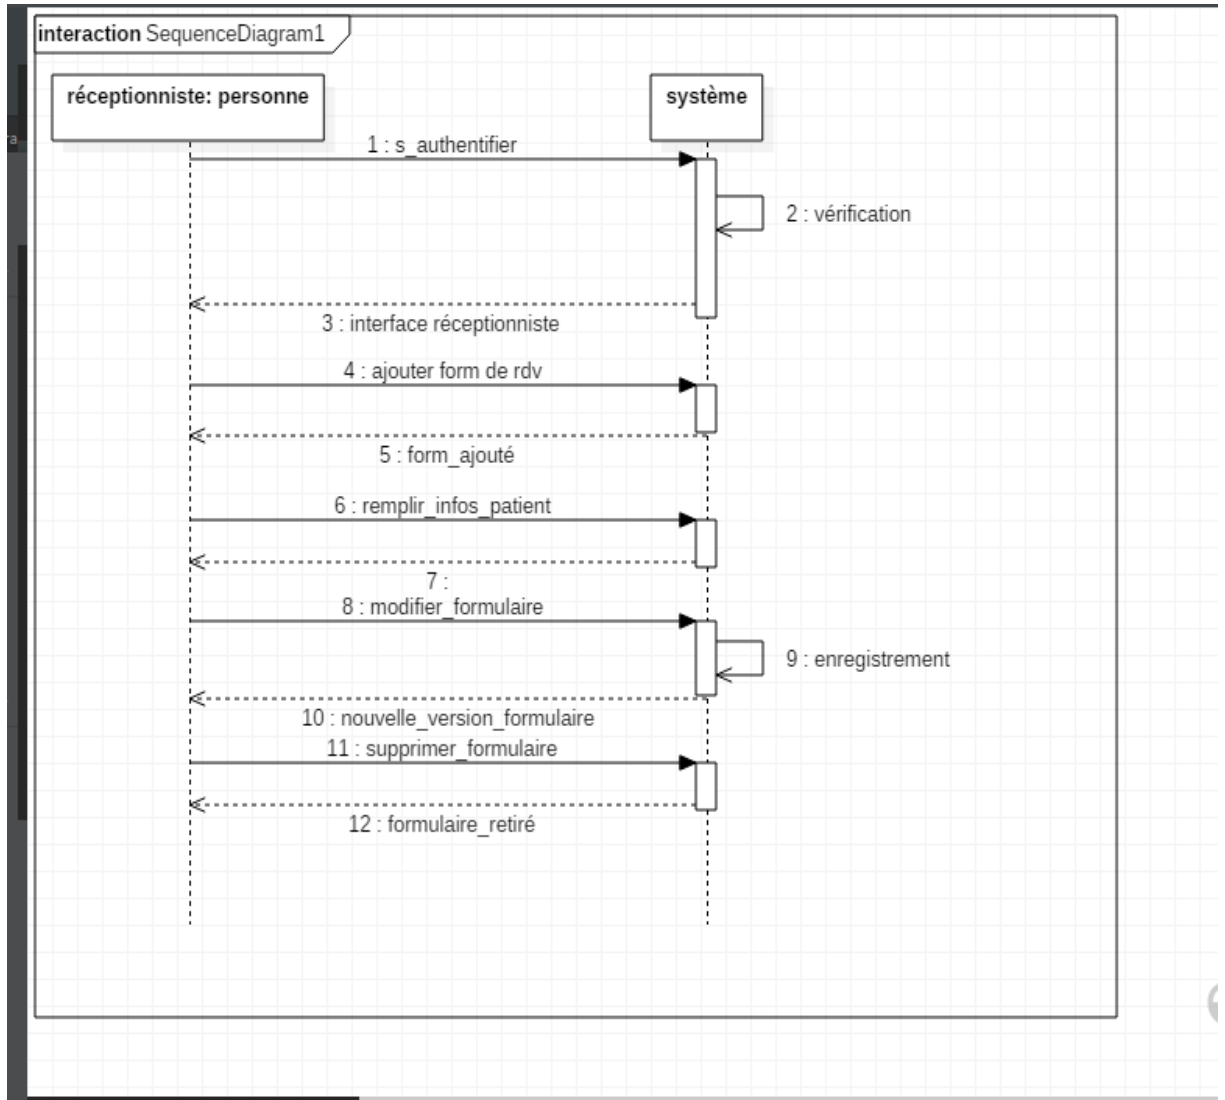 interaction SequenceDiagram1
réceptionniste: personne
système
ra
1 : s_authentifier
2 : vérification
3 : interface réceptionniste
4 : ajouter form de rdv
5 : form_ajouté
6 : remplir_infos_patient
7 :
8 : modifier_formulaire
9 : enregistrement
10 : nouvelle_version_formulaire
11 : supprimer_formulaire
12 : formulaire_retiré